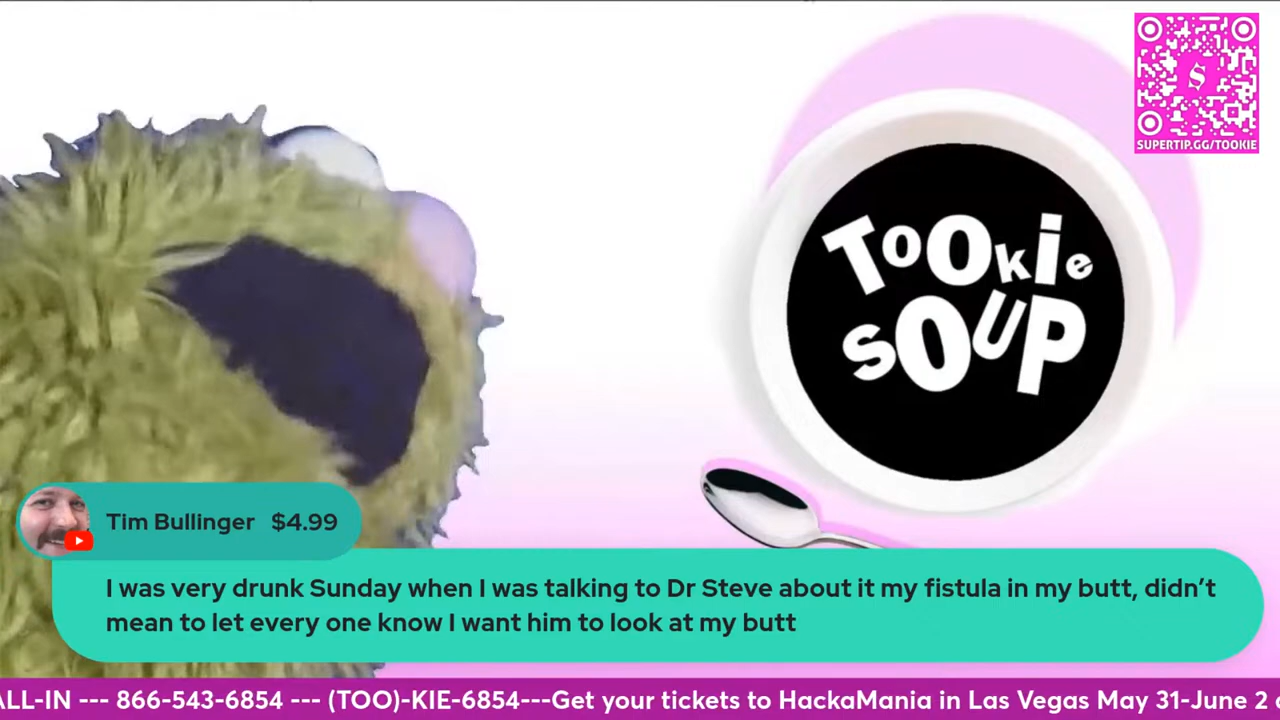 SUPERTIP.GG/TOOKIE
TOOkie
SOUP
Tim Bullinger $4.99
I was very drunk Sunday when I was talking to Dr Steve about it my fistula in my butt, didn't
mean to let every one know I want him to look at my butt
ALL-IN --- 866-543-6854 --- (TOO)-KIE-6854---Get your tickets to HackaMania in Las Vegas May 31-June 2